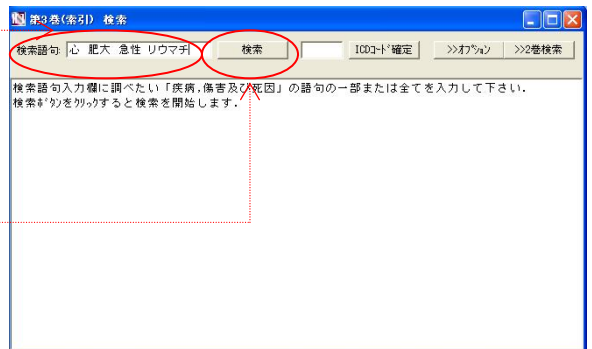 第3巻(索引) 検索
検索語句: 心 肥大 急性 リウマチ 検索 ICDコード確定 >>オプション >>2巻検索
検索語句入力欄に調べたい「疾病,傷害及び死因」の語句の一部または全てを入力して下さい.
検索ボタンをクリックすると検索を開始します.